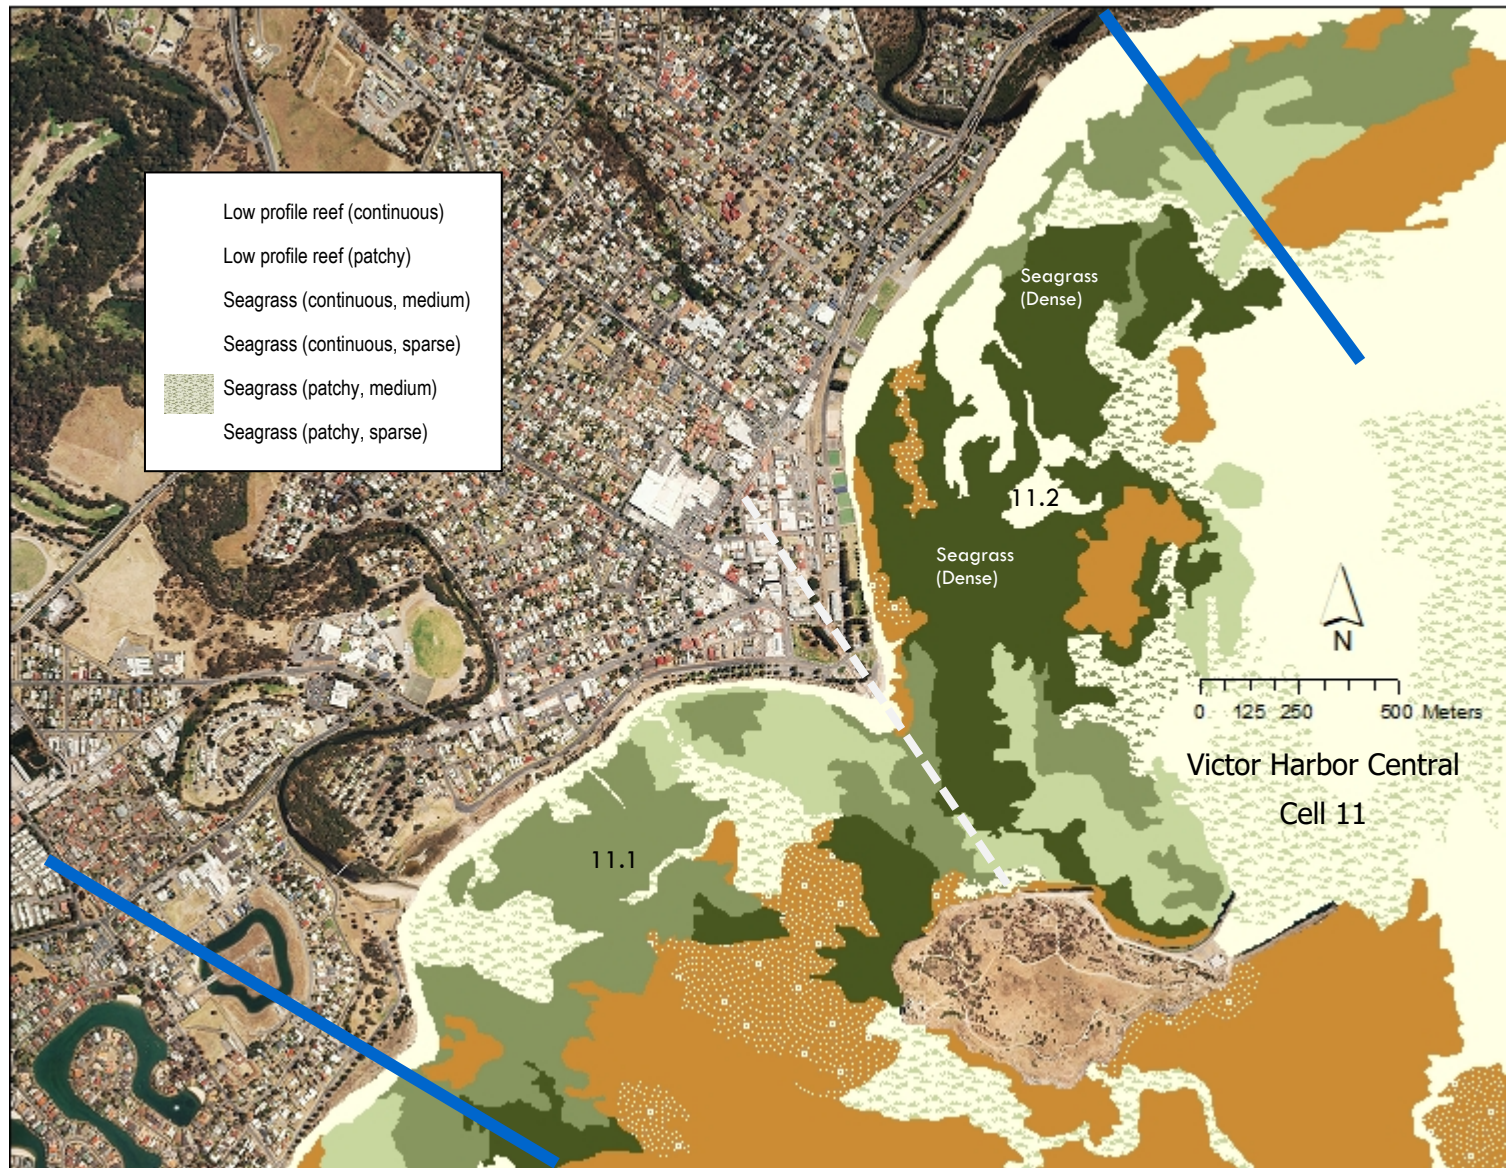 Low profile reef (continuous)
Low profile reef (patchy)
Seagrass (continuous, medium)
Seagrass (continuous, sparse)
Seagrass (patchy, medium)
Seagrass (patchy, sparse)
Seagrass
(Dense)
11.2
Seagrass
(Dense)
N
0 125 250 500 Meters
Victor Harbor Central
Cell 11
11.1